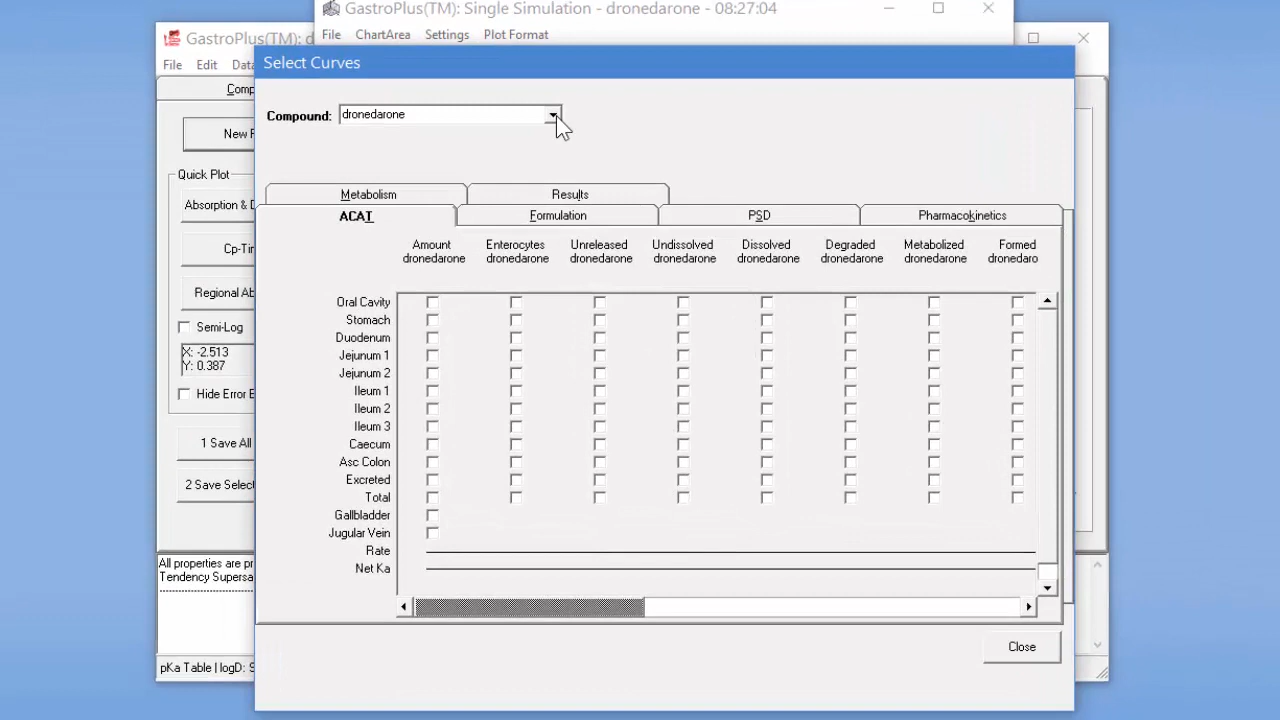 GastroPlus(TM): Single Simulation - dronedarone - 08:27:04
File ChartArea Settings Plot Format
GastroPlus(TM): d
File Edit
Select Curves
Compound: dronedarone
New
Quick Plot
Absorption &
Cp-Ti
Regional Ab
Semi-Log
X: -2.513
Y: 0.387
Hide Error
1 Save All
2 Save Select
Metabolism Results
ACAT Formulation PSD Pharmacokinetics
Amount Enterocytes Unreleased Undissolved Dissolved Degraded Metabolized Formed
dronedarone dronedarone dronedarone dronedarone dronedarone dronedarone dronedarone dronedaro
Oral Cavity
Stomach
Duodenum
Jejunum 1
Jejunum 2
Ileum 1
Ileum 2
Ileum 3
Caecum
Asc Colon
Excreted
Total
Gallbladder
Jugular Vein
Rate
Net Ka
Close
All properties are pr
Tendency Supersa
pKa Table | logD: S